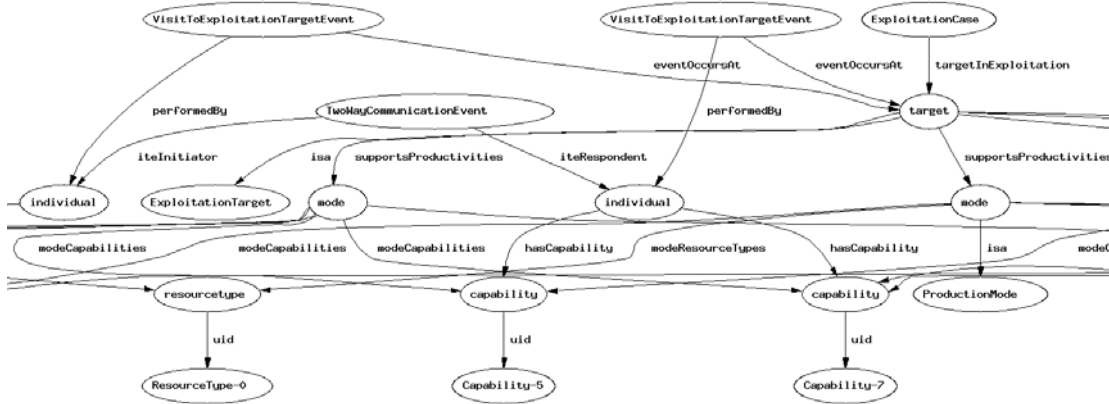 VisitToExploitationTargetEvent VisitToExploitationTargetEvent ExploitationCase
eventOccursAt eventOccursAt targetInExploitation
performedBy TwoWayCommunicationEvent performedBy target
iteInitiator isa supportsProductivities iteRespondent supportsProductivities
individual ExploitationTarget mode individual mode
modeCapabilities modeCapabilities modeCapabilities hasCapability modeResourceTypes hasCapability isa modeC
resourcetype capability capability ProductionMode
uid uid uid
ResourceType-0 Capability-5 Capability-7